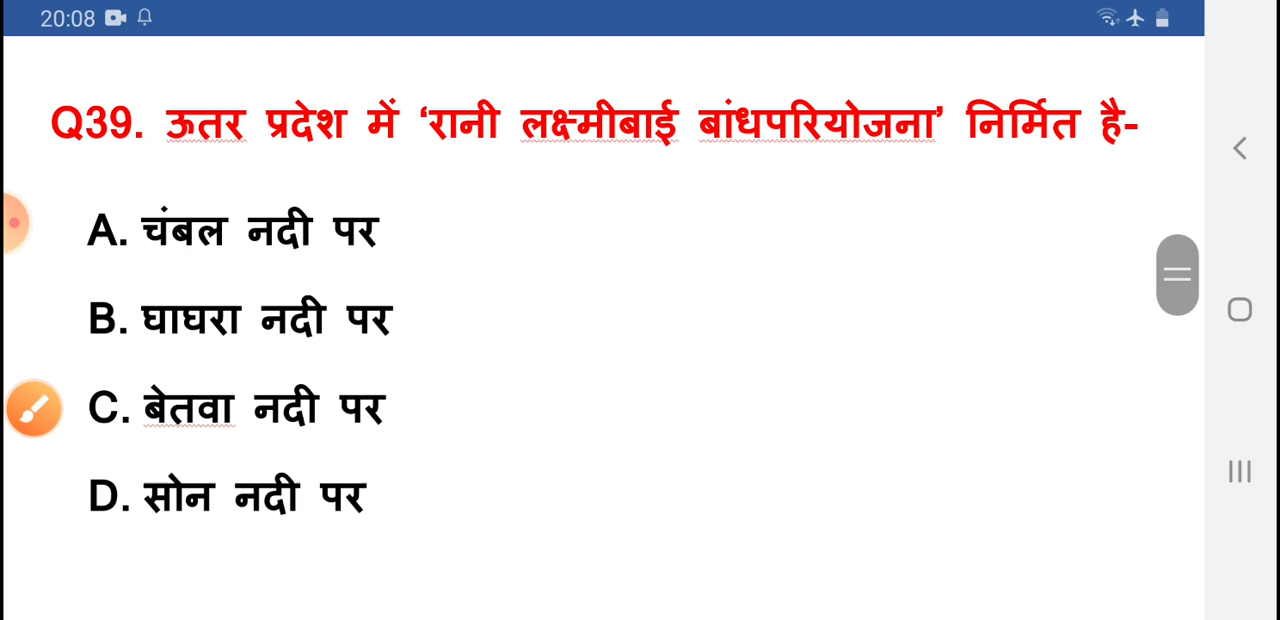 20:08
Q39. ऊतर प्रदेश में ‘रानी लक्ष्मीबाई बांधपरियोजना’ निर्मित है-
A. चंबल नदी पर
B. घाघरा नदी पर
C. बेतवा नदी पर
D. सोन नदी पर